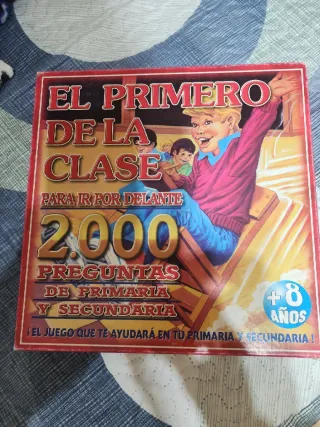 EL PRIMERO
DE LA
CLASE
PARA IR POR DELANTE
2.000
PREGUNTAS
DE PRIMARIA
Y SECUNDARIA
+8
AÑOS
¡EL JUEGO QUE TE AYUDARÁ EN TU PRIMARIA Y SECUNDARIA!